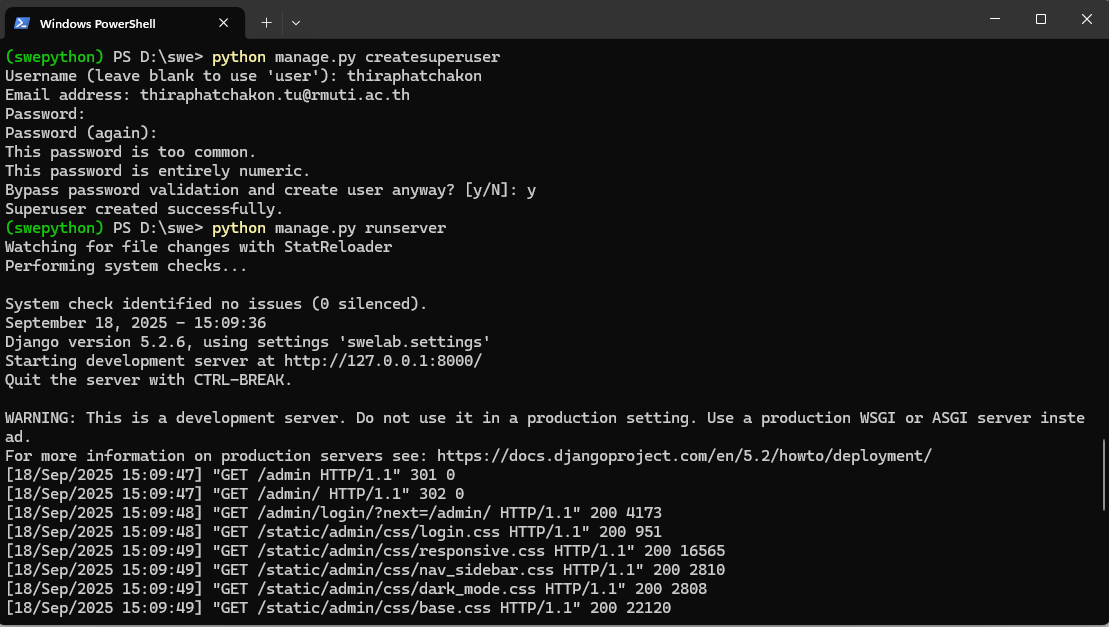 Windows PowerShell
(swepython) PS D:\swe> python manage.py createsuperuser
Username (leave blank to use 'user'): thiraphatchakon
Email address: thiraphatchakon.tu@rmuti.ac.th
Password:
Password (again):
This password is too common.
This password is entirely numeric.
Bypass password validation and create user anyway? [y/N]: y
Superuser created successfully.
(swepython) PS D:\swe> python manage.py runserver
Watching for file changes with StatReloader
Performing system checks...
System check identified no issues (0 silenced).
September 18, 2025 - 15:09:36
Django version 5.2.6, using settings 'swelab.settings'
Starting development server at http://127.0.0.1:8000/
Quit the server with CTRL-BREAK.
WARNING: This is a development server. Do not use it in a production setting. Use a production WSGI or ASGI server inste
ad.
For more information on production servers see: https://docs.djangoproject.com/en/5.2/howto/deployment/
[18/Sep/2025 15:09:47] "GET /admin HTTP/1.1" 301 0
[18/Sep/2025 15:09:47] "GET /admin/ HTTP/1.1" 302 0
[18/Sep/2025 15:09:48] "GET /admin/login/?next=/admin/ HTTP/1.1" 200 4173
[18/Sep/2025 15:09:48] "GET /static/admin/css/login.css HTTP/1.1" 200 951
[18/Sep/2025 15:09:49] "GET /static/admin/css/responsive.css HTTP/1.1" 200 16565
[18/Sep/2025 15:09:49] "GET /static/admin/css/nav_sidebar.css HTTP/1.1" 200 2810
[18/Sep/2025 15:09:49] "GET /static/admin/css/dark_mode.css HTTP/1.1" 200 2808
[18/Sep/2025 15:09:49] "GET /static/admin/css/base.css HTTP/1.1" 200 22120